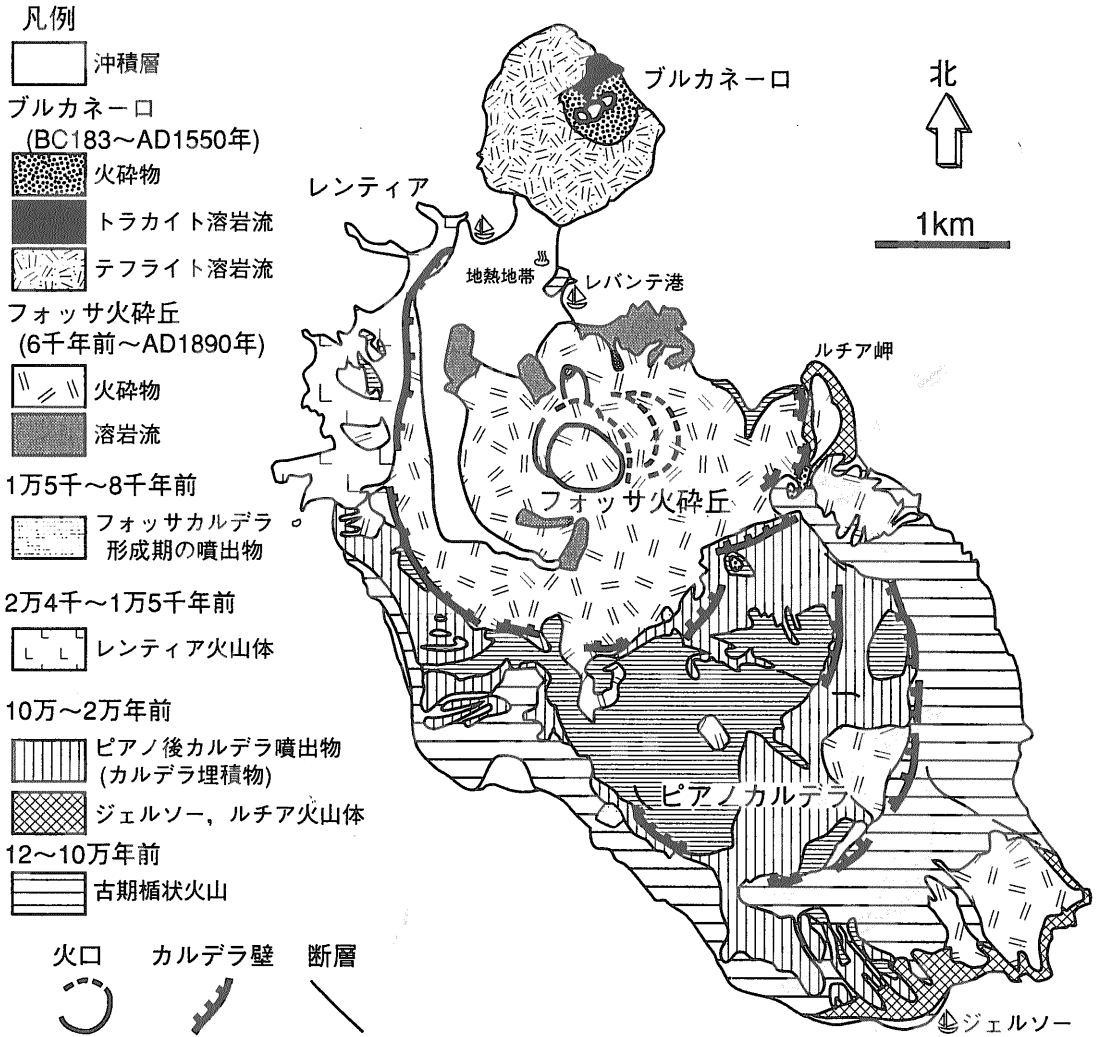 凡例
沖積層
ブルカネーロ
(BC183～AD1550年)
火砕物
トラカイト溶岩流
テフライト溶岩流
フォッサ火砕丘
(6千年前～AD1890年)
火砕物
溶岩流
1万5千～8千年前
フォッサカルデラ
形成期の噴出物
2万4千～1万5千年前
レンティア火山体
10万～2万年前
ピアノ後カルデラ噴出物
(カルデラ埋積物)
ジェルソー，ルチア火山体
12～10万年前
古期楯状火山
火口
カルデラ壁
断層
ブルカネーロ
北
1km
レンティア
地熱地帯
レバンテ港
ルチア岬
フォッサ火砕丘
ピアノカルデラ
ジェルソー